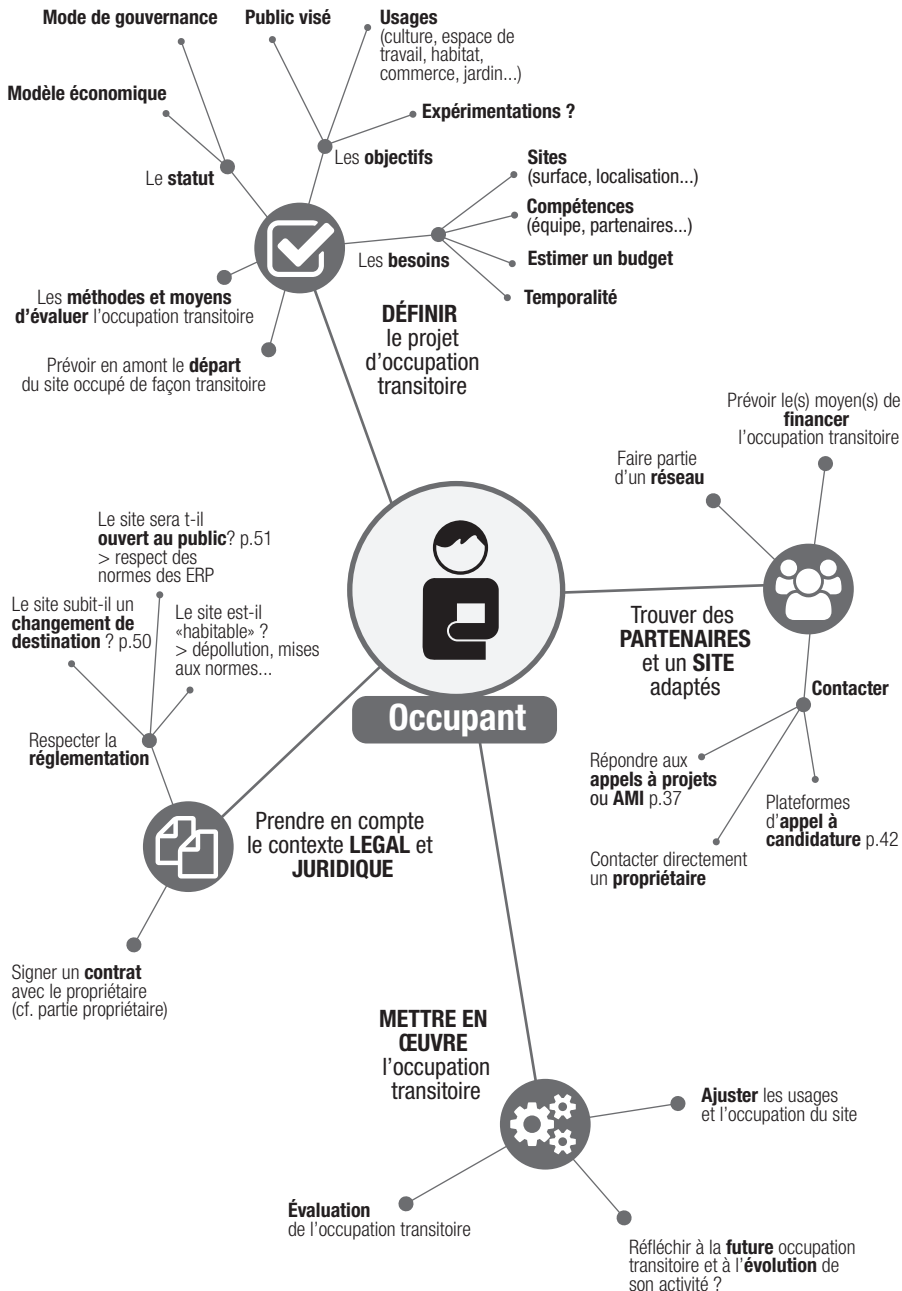 Mode de gouvernance
Public visé
Usages
(culture, espace de
travail, habitat,
commerce, jardin...)
Modèle économique
Expérimentations ?
Les objectifs
Le statut
Sites
(surface, localisation...)
Compétences
(équipe, partenaires...)
Les besoins
Estimer un budget
Temporalité
Les méthodes et moyens
d'évaluer l'occupation transitoire
Prévoir en amont le départ
du site occupé de façon transitoire
DÉFINIR
le projet
d'occupation
transitoire
Prévoir le(s) moyen(s) de
financer
l'occupation transitoire
Faire partie
d'un réseau
Trouver des
PARTENAIRES
et un SITE
adaptés
Contacter
Répondre aux
appels à projets
ou AMI p.37
Plateformes
d'appel à
candidature p.42
Contacter directement
un propriétaire
Occupant
Le site sera t-il
ouvert au public? p.51
> respect des
normes des ERP
Le site subit-il un
changement de
destination ? p.50
Le site est-il
«habitable» ?
> dépollution, mises
aux normes...
Respecter la
réglementation
Prendre en compte
le contexte LEGAL et
JURIDIQUE
Signer un contrat
avec le propriétaire
(cf. partie propriétaire)
METTRE EN
ŒUVRE
l'occupation
transitoire
Ajuster les usages
et l'occupation du site
Évaluation
de l'occupation transitoire
Réfléchir à la future occupation
transitoire et à l'évolution de
son activité ?